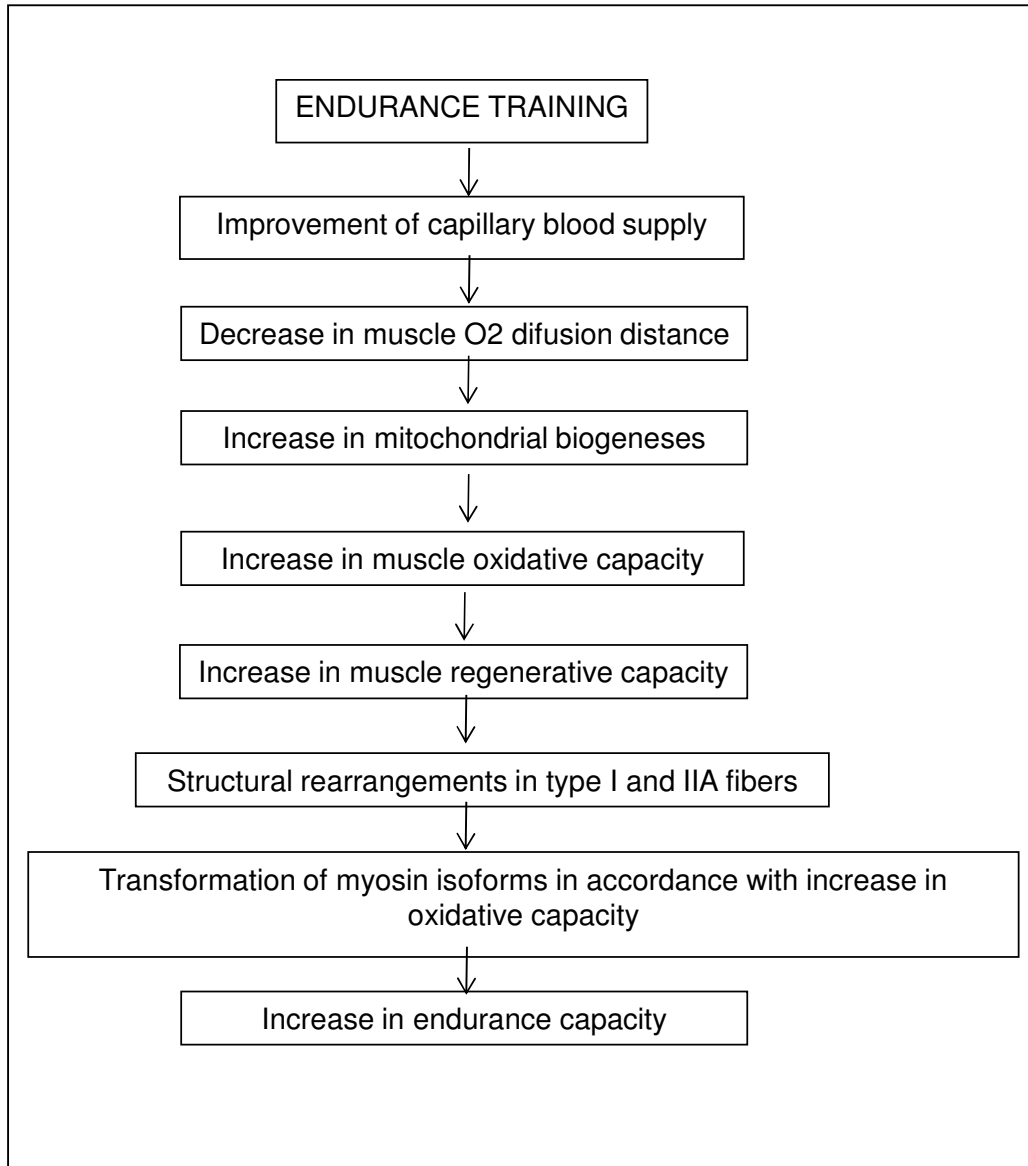 ENDURANCE TRAINING
Improvement of capillary blood supply
Decrease in muscle O2 difusion distance
Increase in mitochondrial biogeneses
Increase in muscle oxidative capacity
Increase in muscle regenerative capacity
Structural rearrangements in type I and IIA fibers
Transformation of myosin isoforms in accordance with increase in
oxidative capacity
Increase in endurance capacity